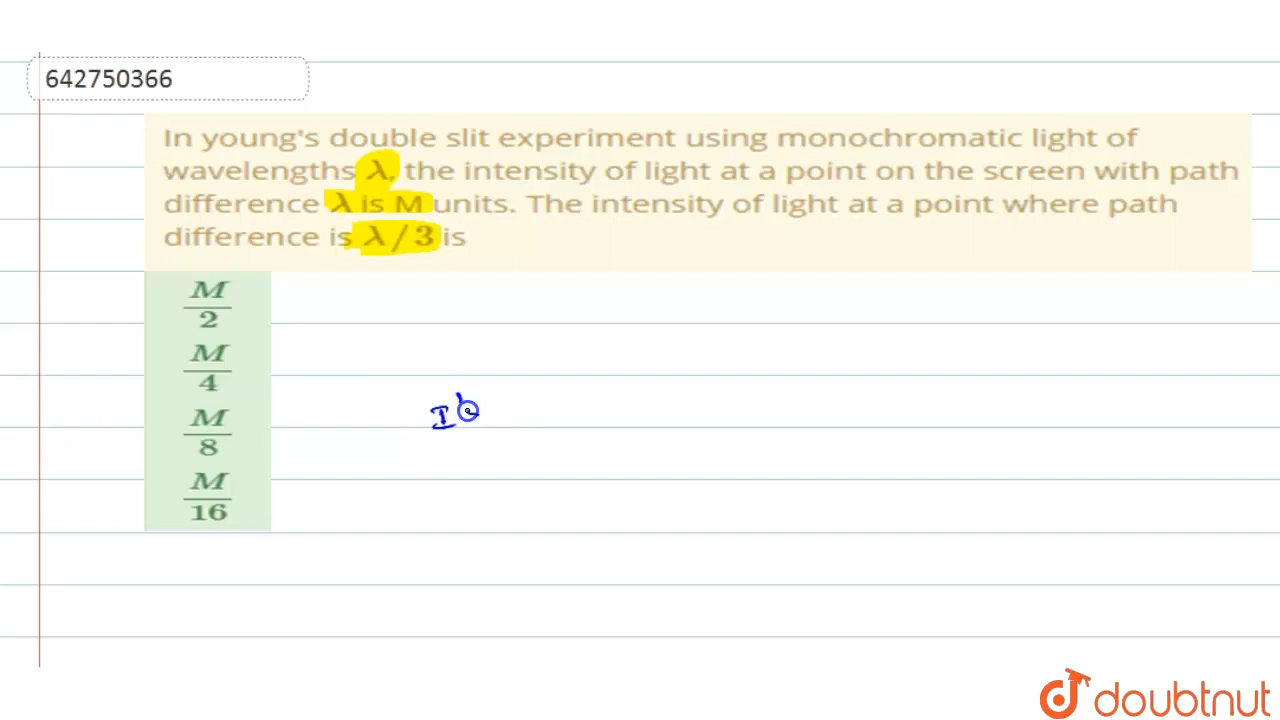 642750366
In young's double slit experiment using monochromatic light of
wavelengths λ, the intensity of light at a point on the screen with path
difference λ is M units. The intensity of light at a point where path
difference is λ/3 is
M/2
M/4
M/8
M/16
I
doubtnut